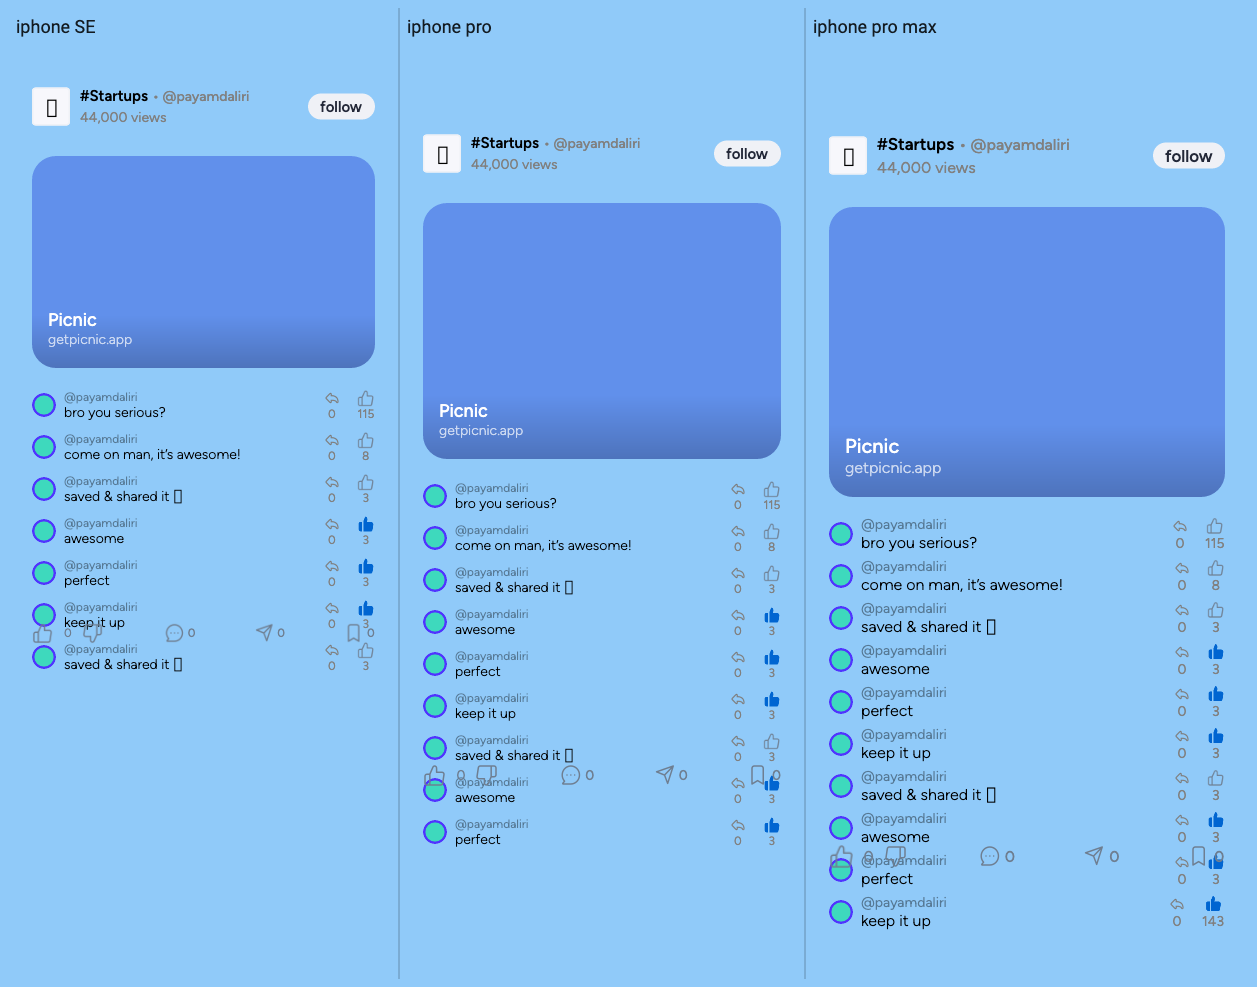 iphone SE
#Startups • @payamdaliri
44,000 views
follow
Picnic
getpicnic.app
@payamdaliri
bro you serious?
0 115
@payamdaliri
come on man, it's awesome!
0 8
@payamdaliri
saved & shared it
0 3
@payamdaliri
awesome
0 3
@payamdaliri
perfect
0 3
@payamdaliri
keep it up
0 3
0 0 0 0
@payamdaliri
saved & shared it
0 3
iphone pro
#Startups • @payamdaliri
44,000 views
follow
Picnic
getpicnic.app
@payamdaliri
bro you serious?
0 115
@payamdaliri
come on man, it's awesome!
0 8
@payamdaliri
saved & shared it
0 3
@payamdaliri
awesome
0 3
@payamdaliri
perfect
0 3
@payamdaliri
keep it up
0 3
@payamdaliri
saved & shared it
0 3
0 0 0 0
@payamdaliri
awesome
0 3
@payamdaliri
perfect
0 3
iphone pro max
#Startups • @payamdaliri
44,000 views
follow
Picnic
getpicnic.app
@payamdaliri
bro you serious?
0 115
@payamdaliri
come on man, it's awesome!
0 8
@payamdaliri
saved & shared it
0 3
@payamdaliri
awesome
0 3
@payamdaliri
perfect
0 3
@payamdaliri
keep it up
0 3
@payamdaliri
saved & shared it
0 3
@payamdaliri
awesome
0 3
0 0 0 0
@payamdaliri
perfect
0 3
@payamdaliri
keep it up
0 143